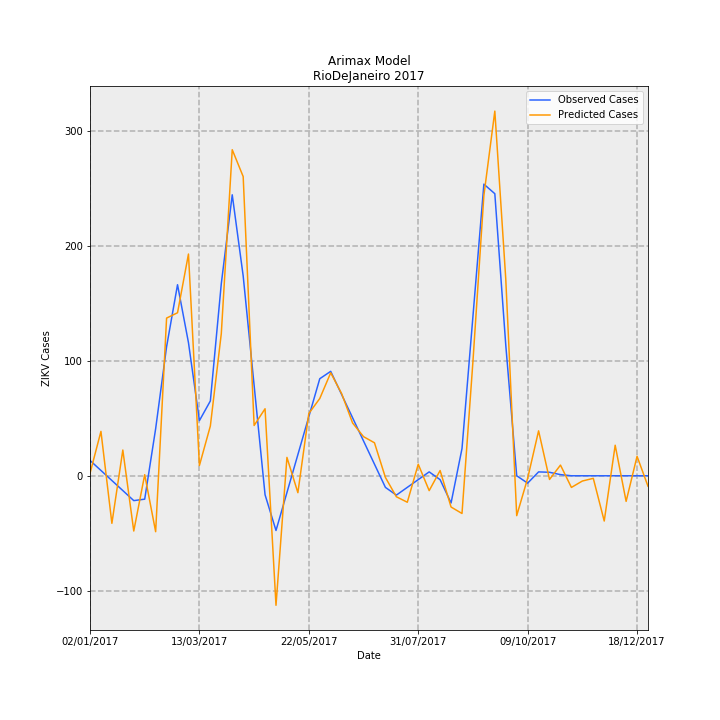 Arimax Model
RioDeJaneiro 2017
Observed Cases
Predicted Cases
300
200
100
0
−100
ZIKV Cases
02/01/2017 13/03/2017 22/05/2017 31/07/2017 09/10/2017 18/12/2017
Date